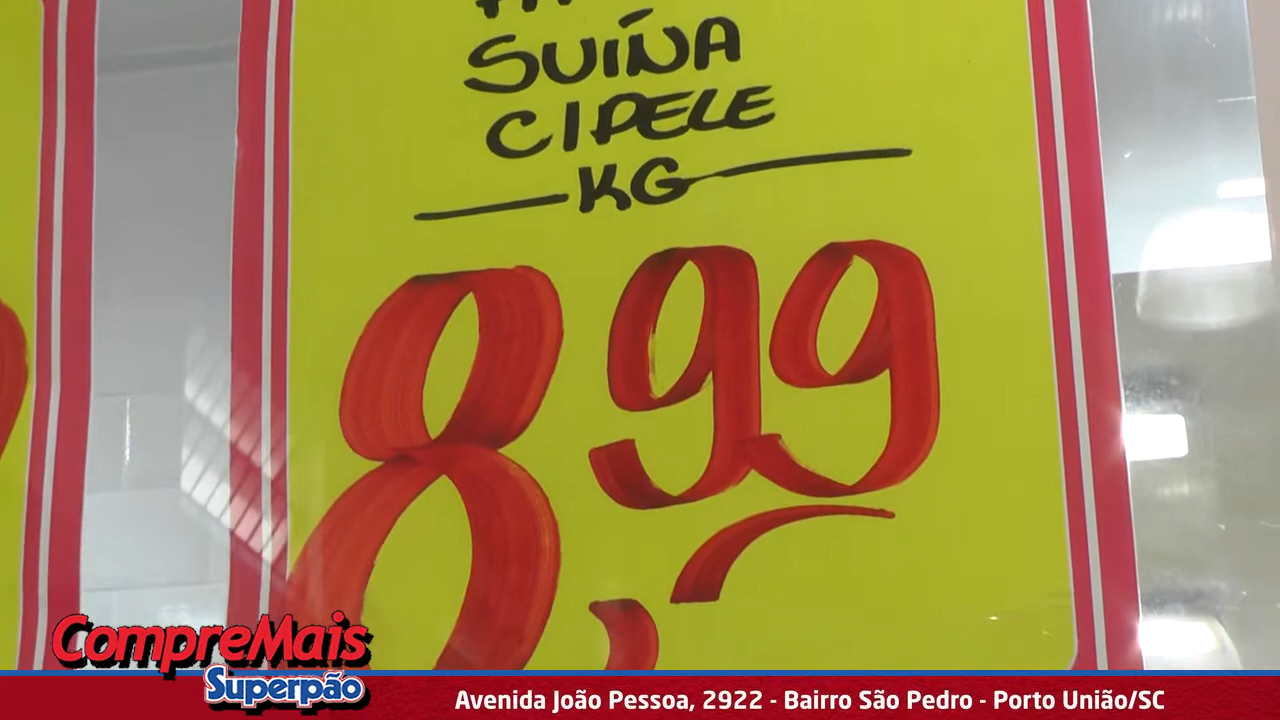 SUÍNA
C|PELE
KG
8,99
CompreMais
Superpão
Avenida João Pessoa, 2922 - Bairro São Pedro - Porto União/SC